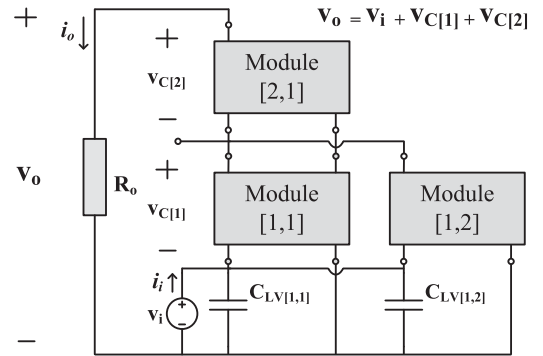 +
i_o
+
v_o = v_i + v_C[1] + v_C[2]
v_C[2]
Module
[2,1]
−
v_o
R_o
+
v_C[1]
Module
[1,1]
Module
[1,2]
−
i_i
v_i
+
−
C_LV[1,1]
C_LV[1,2]
−